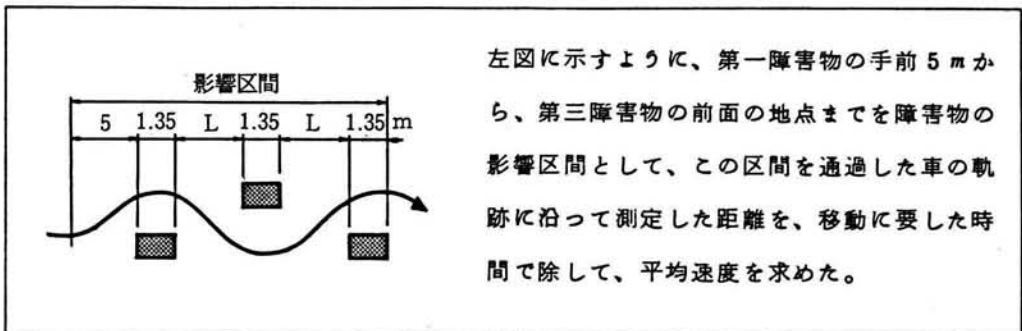 影響区間
5 1.35 L 1.35 L 1.35 m
左図に示すように、第一障害物の手前5mか
ら、第三障害物の前面の地点までを障害物の
影響区間として、この区間を通過した車の軌
跡に沿って測定した距離を、移動に要した時
間で除して、平均速度を求めた。